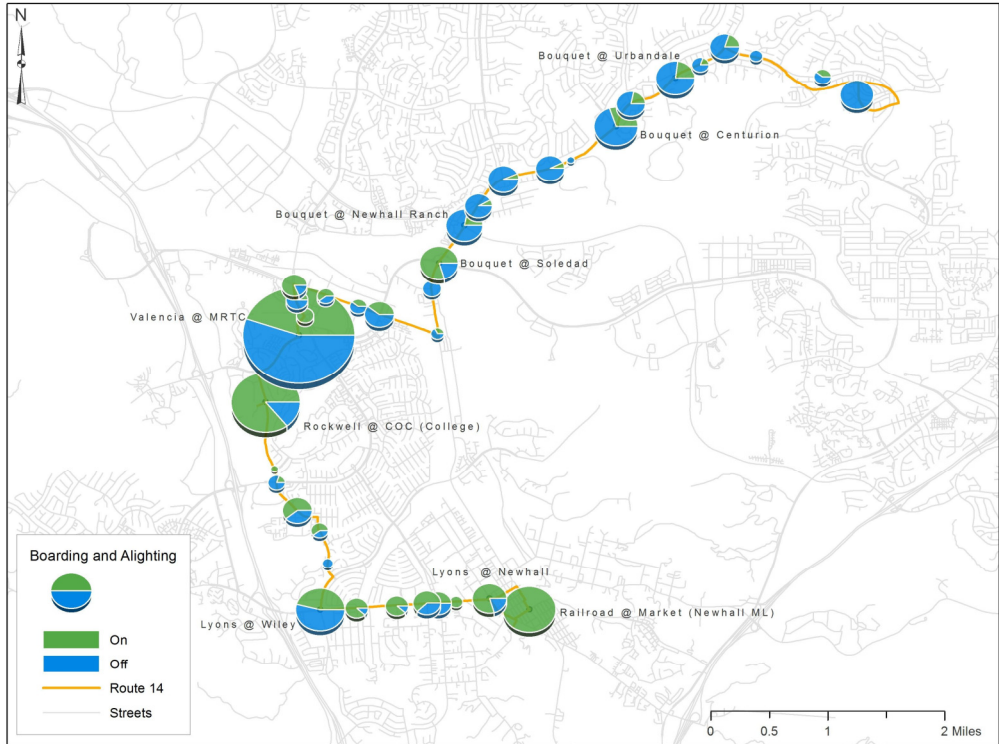 N
Bouquet @ Urbandale
Bouquet @ Centurion
Bouquet @ Newhall Ranch
Bouquet @ Soledad
Valencia @ MRTC
Rockwell @ COC (College)
Lyons @ Newhall
Railroad @ Market (Newhall ML)
Lyons @ Wiley
Boarding and Alighting
On
Off
Route 14
Streets
0 0.5 1 2 Miles